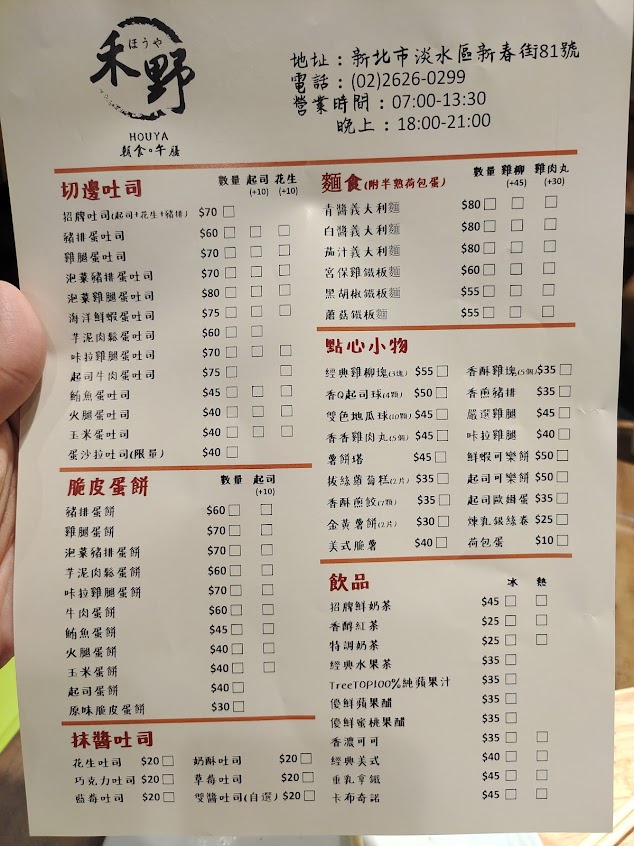 ほうや
禾野
HOUYA
朝食。午膳
地址：新北市淡水區新春街81號
電話：(02)2626-0299
營業時間：07:00-13:30
晚上：18:00-21:00
切邊吐司 數量 起司(+10) 花生(+10)
招牌吐司(起司+花生+豬排) $70
豬排蛋吐司 $60
雞腿蛋吐司 $70
泡菜豬排蛋吐司 $70
泡菜雞腿蛋吐司 $80
海洋鮮蝦蛋吐司 $75
芋泥肉鬆蛋吐司 $60
咔拉雞腿蛋吐司 $70
起司牛肉蛋吐司 $75
鮪魚蛋吐司 $45
火腿蛋吐司 $40
玉米蛋吐司 $40
蛋沙拉吐司(限量) $40
脆皮蛋餅 數量 起司(+10)
豬排蛋餅 $60
雞腿蛋餅 $70
泡菜豬排蛋餅 $70
芋泥肉鬆蛋餅 $60
咔拉雞腿蛋餅 $70
牛肉蛋餅 $60
鮪魚蛋餅 $45
火腿蛋餅 $40
玉米蛋餅 $40
起司蛋餅 $40
原味脆皮蛋餅 $30
抹醬吐司
花生吐司 $20 奶酥吐司 $20
巧克力吐司 $20 草莓吐司 $20
藍莓吐司 $20 雙醬吐司(自選) $20
麵食(附半熟荷包蛋) 數量 雞柳(+45) 雞肉丸(+30)
青醬義大利麵 $80
白醬義大利麵 $80
茄汁義大利麵 $80
宮保雞鐵板麵 $60
黑胡椒鐵板麵 $55
蘑菇鐵板麵 $55
點心小物
經典雞柳塊(3塊) $55 香酥雞塊(5個) $35
香Q起司球(4顆) $50 香煎豬排 $35
雙色地瓜球(10顆) $45 嚴選雞腿 $45
香香雞肉丸(5個) $45 咔拉雞腿 $40
薯餅塔 $45 鮮蝦可樂餅 $50
拔絲蘿蔔糕(2片) $35 起司可樂餅 $50
香酥煎餃(7顆) $35 起司歐姆蛋 $35
金黃薯餅(2片) $30 煉乳銀絲卷 $25
美式脆薯 $40 荷包蛋 $10
飲品 冰 熱
招牌鮮奶茶 $45
香醇紅茶 $25
特調奶茶 $25
經典水果茶 $35
TreeTOP100%純蘋果汁 $35
優鮮蘋果醋 $35
優鮮蜜桃果醋 $35
香濃可可 $35
經典美式 $40
重乳拿鐵 $45
卡布奇諾 $45